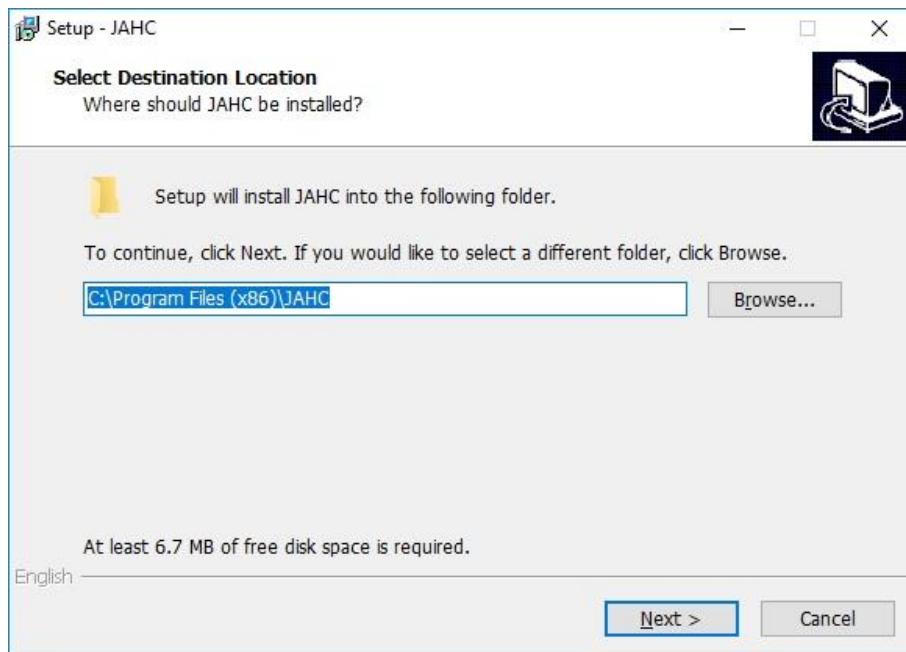 Setup - JAHC
Select Destination Location
Where should JAHC be installed?
Setup will install JAHC into the following folder.
To continue, click Next. If you would like to select a different folder, click Browse.
C:\Program Files (x86)\JAHC
Browse...
At least 6.7 MB of free disk space is required.
English
Next >
Cancel